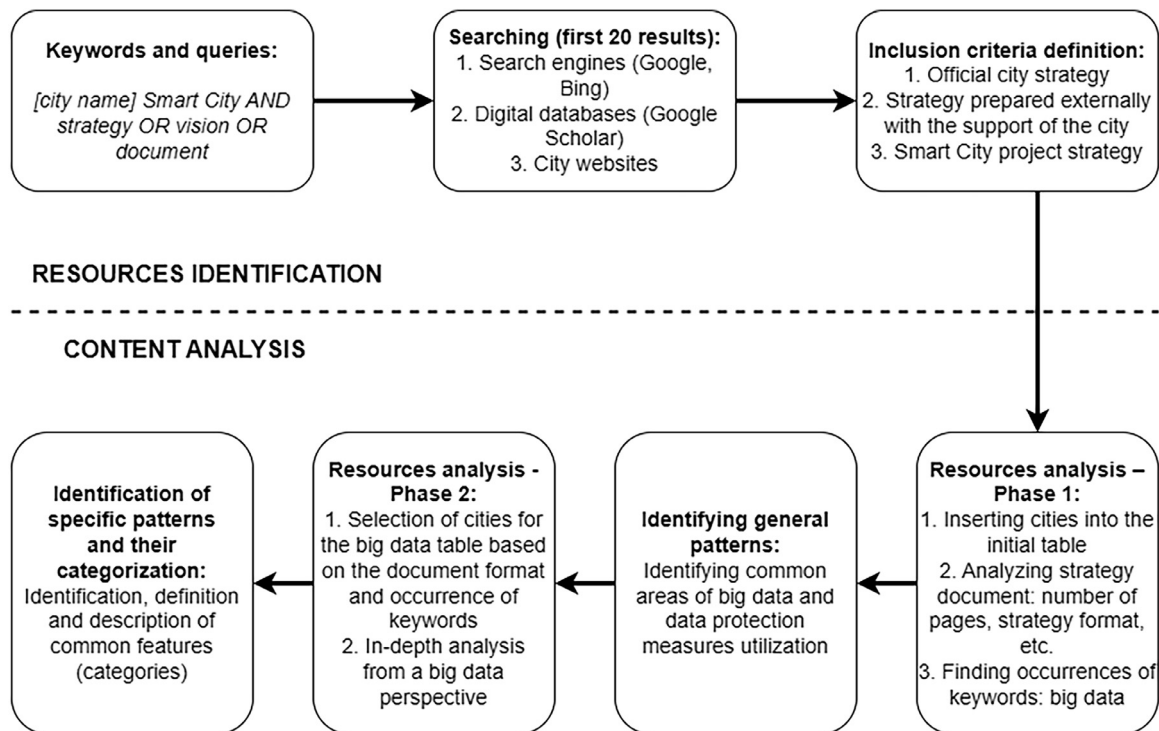 Keywords and queries:
[city name] Smart City AND
strategy OR vision OR
document
Searching (first 20 results):
1. Search engines (Google,
Bing)
2. Digital databases (Google
Scholar)
3. City websites
Inclusion criteria definition:
1. Official city strategy
2. Strategy prepared externally
with the support of the city
3. Smart City project strategy
RESOURCES IDENTIFICATION
CONTENT ANALYSIS
Resources analysis –
Phase 1:
1. Inserting cities into the
initial table
2. Analyzing strategy
document: number of
pages, strategy format,
etc.
3. Finding occurrences of
keywords: big data
Identifying general
patterns:
Identifying common
areas of big data and
data protection
measures utilization
Resources analysis -
Phase 2:
1. Selection of cities for
the big data table based
on the document format
and occurrence of
keywords
2. In-depth analysis
from a big data
perspective
Identification of
specific patterns
and their
categorization:
Identification, definition
and description of
common features
(categories)